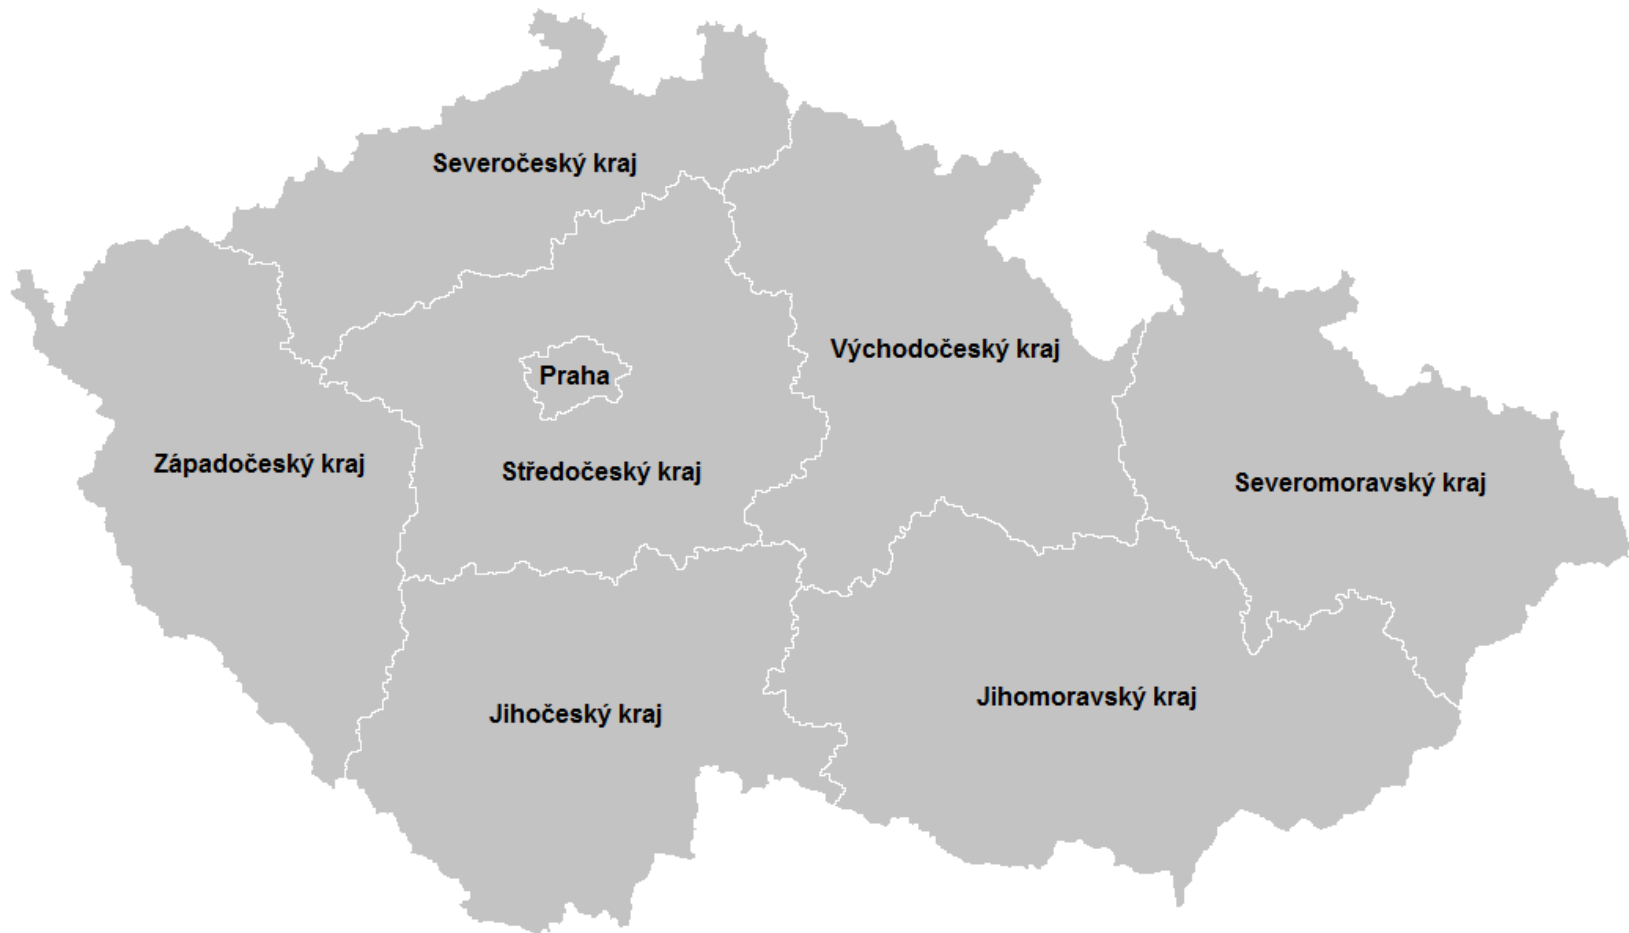 Severočeský kraj
Východočeský kraj
Praha
Západočeský kraj
Středočeský kraj
Severomoravský kraj
Jihočeský kraj
Jihomoravský kraj